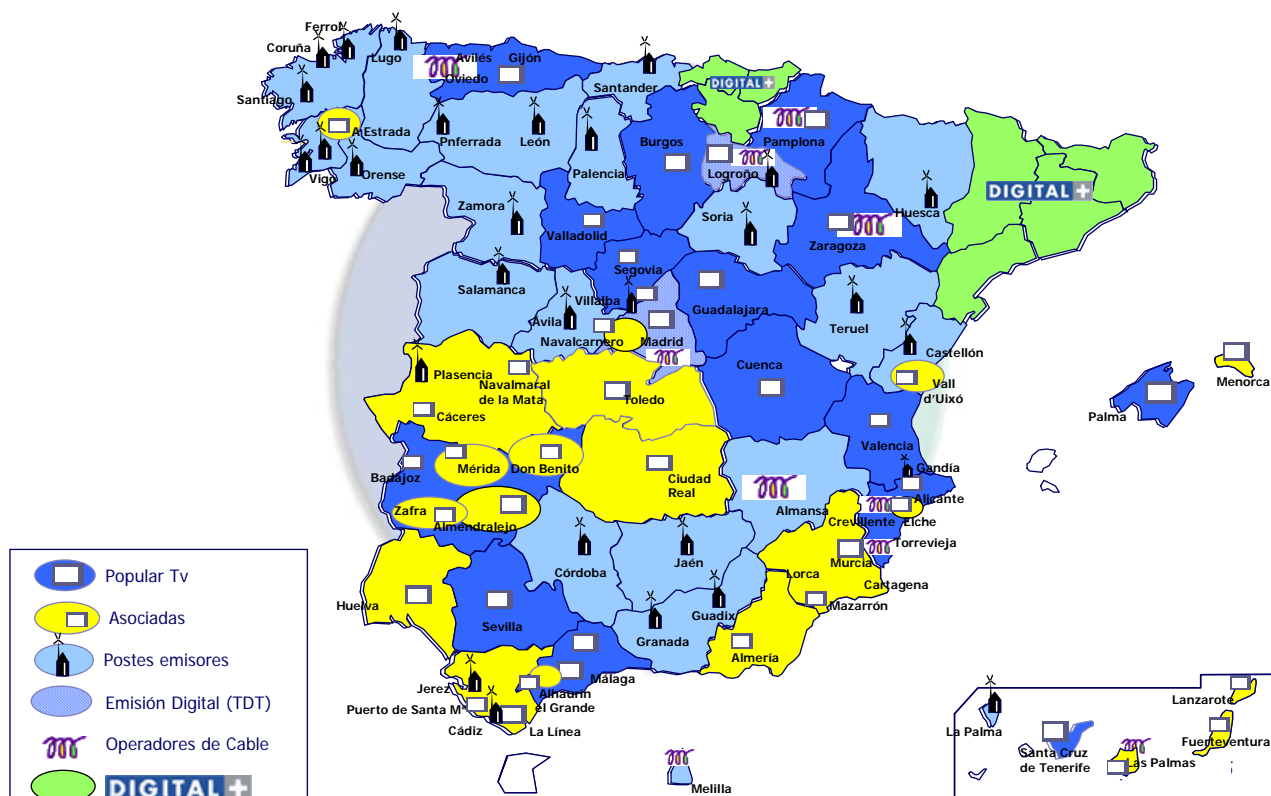 Ferrol
Coruña
Lugo
Avilés
Gijón
Oviedo
Santander
DIGITAL +
Santiago
A Estrada
Pnferrada
León
Burgos
Pamplona
Vigo
Orense
Palencia
Logroño
DIGITAL +
Zamora
Soria
Huesca
Valladolid
Zaragoza
Segovia
Salamanca
Villalba
Guadalajara
Ávila
Teruel
Navalcarnero
Madrid
Castellón
Plasencia
Navalmaral
de la Mata
Cuenca
Vall
d'Uixó
Menorca
Toledo
Cáceres
Palma
Valencia
Badajoz
Mérida
Don Benito
Ciudad
Real
Gandía
Alicante
Zafra
Almendralejo
Almansa
Crevillente
Elche
Torrevieja
Murcia
Córdoba
Jaén
Lorca
Cartagena
Mazarrón
Huelva
Sevilla
Guadix
Granada
Almería
Málaga
Jerez
Alhaurín
el Grande
Puerto de Santa Mª
Cádiz
La Línea
Melilla
Lanzarote
La Palma
Fuerteventura
Santa Cruz
de Tenerife
Las Palmas
Popular Tv
Asociadas
Postes emisores
Emisión Digital (TDT)
Operadores de Cable
DIGITAL +